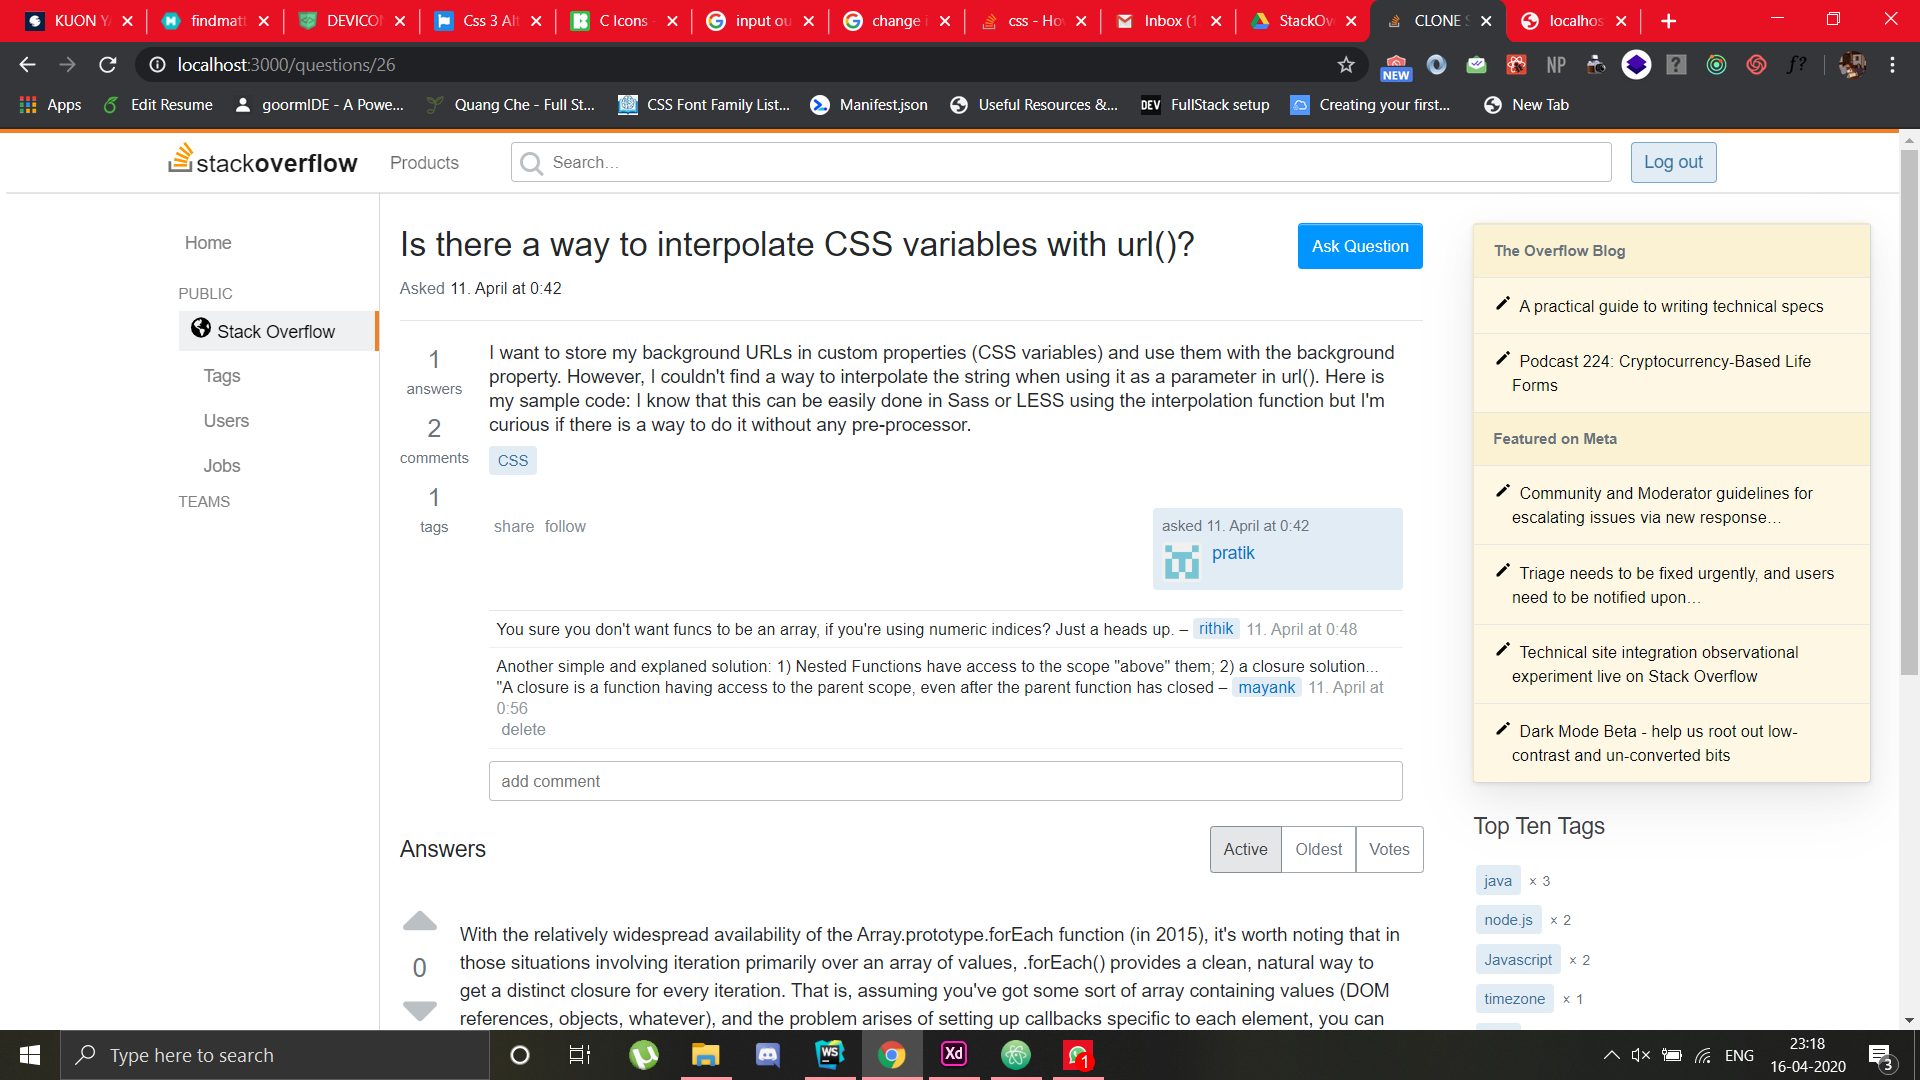 KUON Y
findmatt
DEVICO
Css 3 Alt
C Icons -
input ou
change i
css - Ho
Inbox (1
StackOv
CLONE S
localhos
localhost:3000/questions/26
NEW
NP
?
f?
Apps
Edit Resume
goormIDE - A Powe...
Quang Che - Full St...
CSS Font Family List...
Manifest.json
Useful Resources &...
DEV FullStack setup
Creating your first...
New Tab
stackoverflow
Products
Search...
Log out
Home
PUBLIC
Stack Overflow
Tags
Users
Jobs
TEAMS
Is there a way to interpolate CSS variables with url()?
Ask Question
Asked 11. April at 0:42
1
answers
2
comments
1
tags
I want to store my background URLs in custom properties (CSS variables) and use them with the background
property. However, I couldn't find a way to interpolate the string when using it as a parameter in url(). Here is
my sample code: I know that this can be easily done in Sass or LESS using the interpolation function but I'm
curious if there is a way to do it without any pre-processor.
CSS
share follow
asked 11. April at 0:42
pratik
You sure you don't want funcs to be an array, if you're using numeric indices? Just a heads up. – rithik 11. April at 0:48
Another simple and explaned solution: 1) Nested Functions have access to the scope "above" them; 2) a closure solution...
"A closure is a function having access to the parent scope, even after the parent function has closed – mayank 11. April at
0:56
delete
add comment
Answers
Active
Oldest
Votes
0
With the relatively widespread availability of the Array.prototype.forEach function (in 2015), it's worth noting that in
those situations involving iteration primarily over an array of values, .forEach() provides a clean, natural way to
get a distinct closure for every iteration. That is, assuming you've got some sort of array containing values (DOM
references, objects, whatever), and the problem arises of setting up callbacks specific to each element, you can
The Overflow Blog
A practical guide to writing technical specs
Podcast 224: Cryptocurrency-Based Life
Forms
Featured on Meta
Community and Moderator guidelines for
escalating issues via new response…
Triage needs to be fixed urgently, and users
need to be notified upon…
Technical site integration observational
experiment live on Stack Overflow
Dark Mode Beta - help us root out low-
contrast and un-converted bits
Top Ten Tags
java × 3
node.js × 2
Javascript × 2
timezone × 1
Type here to search
WS
Xd
1
ENG
23:18
16-04-2020
3